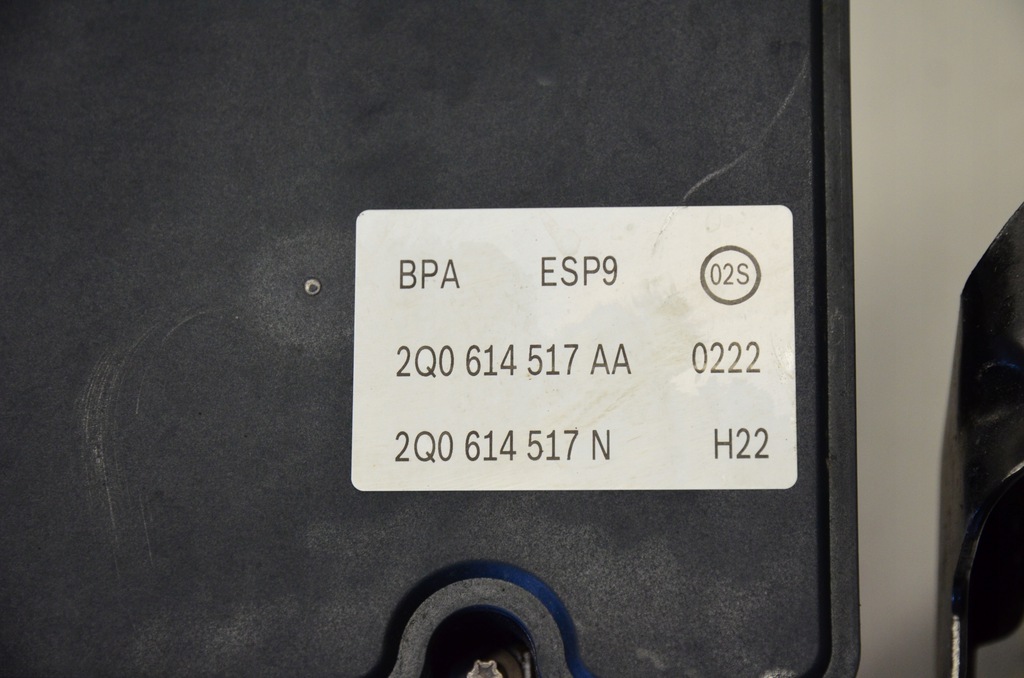 BPA ESP9 02S
2Q0 614 517 AA 0222
2Q0 614 517 N H22